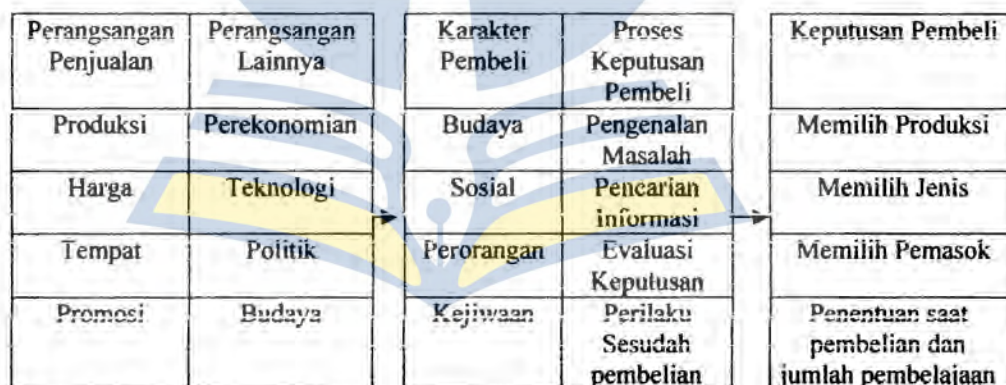 Perangsangan Penjualan
Perangsangan Lainnya
Karakter Pembeli
Proses Keputusan Pembeli
Keputusan Pembeli
Produksi
Perekonomian
Budaya
Pengenalan Masalah
Memilih Produksi
Harga
Teknologi
Sosial
Pencarian informasi
Memilih Jenis
Tempat
Politik
Perorangan
Evaluasi Keputusan
Memilih Pemasok
Promosi
Budaya
Kejiwaan
Perilaku Sesudah pembelian
Penentuan saat pembelian dan jumlah pembelajaan